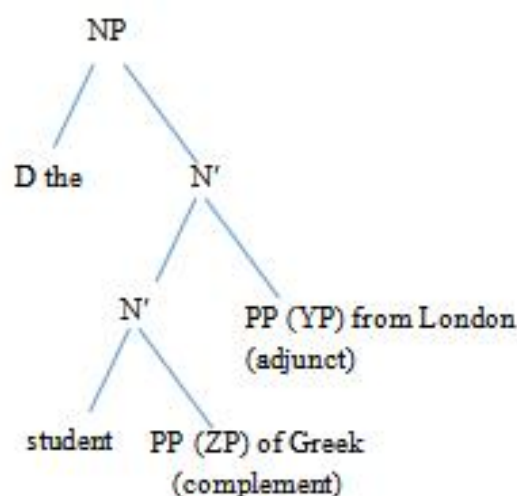 NP
D the N'
N' PP (YP) from London
(adjunct)
student PP (ZP) of Greek
(complement)